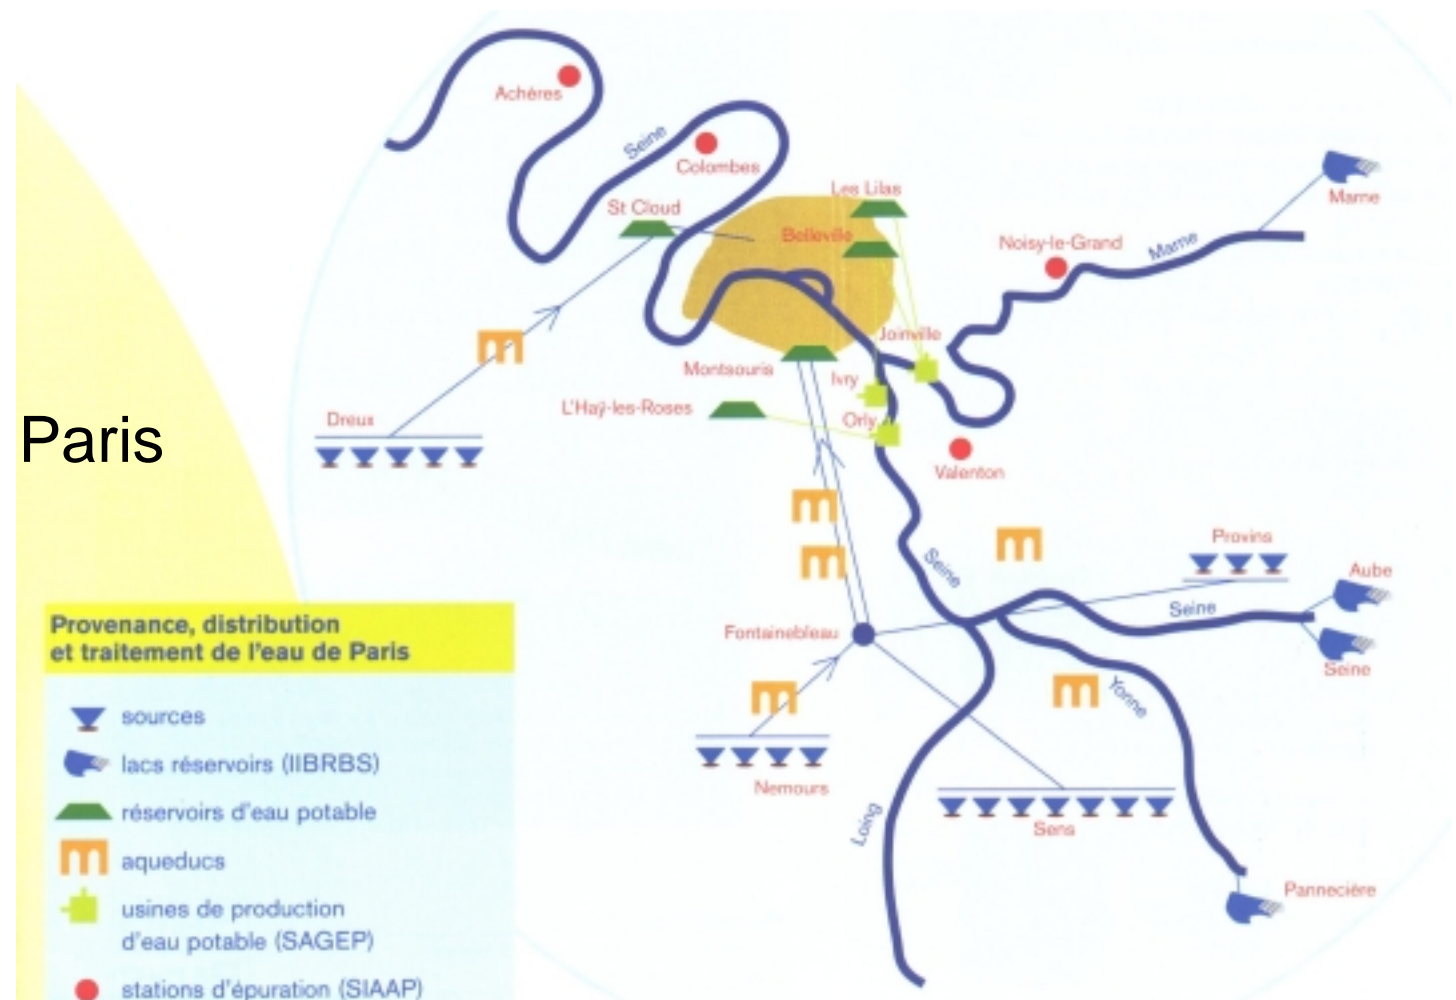 Achères
Seine
Colombes
St Cloud
Les Lilas
Belleville
Noisy-le-Grand
Marne
Marne
Joinville
Montsouris
Ivry
L'Haÿ-les-Roses
Orly
Dreux
Paris
Valenton
Seine
Provins
Aube
Seine
Fontainebleau
Seine
Yonne
Nemours
Loing
Sens
Pannecière
Provenance, distribution
et traitement de l'eau de Paris
sources
lacs réservoirs (IIBRBS)
réservoirs d'eau potable
aqueducs
usines de production
d'eau potable (SAGEP)
stations d'épuration (SIAAP)